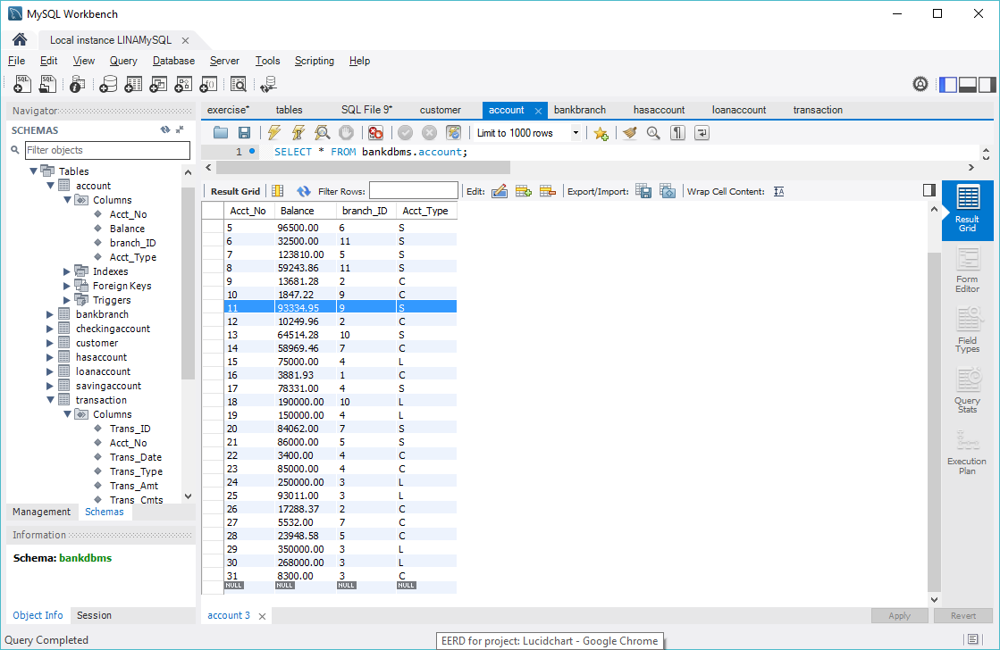 MySQL Workbench
Local instance LINAMySQL
File Edit View Query Database Server Tools Scripting Help
Navigator
SCHEMAS
Filter objects
Tables
account
Columns
Acct_No
Balance
branch_ID
Acct_Type
Indexes
Foreign Keys
Triggers
bankbranch
checkingaccount
customer
hasaccount
loanaccount
savingaccount
transaction
Columns
Trans_ID
Acct_No
Trans_Date
Trans_Type
Trans_Amt
Trans_Cmts
Management Schemas
Information
Schema: bankdbms
Object Info Session
exercise* tables SQL File 9* customer account bankbranch hasaccount loanaccount transaction
Limit to 1000 rows
1 SELECT * FROM bankdbms.account;
Result Grid Filter Rows: Edit: Export/Import: Wrap Cell Content:
Acct_No Balance branch_ID Acct_Type
5 96500.00 6 S
6 32500.00 11 S
7 123810.00 5 S
8 59243.86 11 S
9 13681.28 2 C
10 1847.22 9 C
11 93334.95 9 S
12 10249.96 2 C
13 64514.28 10 S
14 58969.46 7 C
15 75000.00 4 L
16 3881.93 1 C
17 78331.00 4 S
18 190000.00 10 L
19 150000.00 4 L
20 84062.00 7 S
21 86000.00 5 S
22 3400.00 4 C
23 85000.00 4 C
24 250000.00 3 L
25 93011.00 3 L
26 17288.37 2 C
27 5532.00 7 C
28 23948.58 5 C
29 350000.00 3 L
30 268000.00 3 L
31 8300.00 3 C
NULL NULL NULL NULL
Result
Grid
Form
Editor
Field
Types
Query
Stats
Execution
Plan
account 3
Apply Revert
Query Completed
EERD for project: Lucidchart - Google Chrome